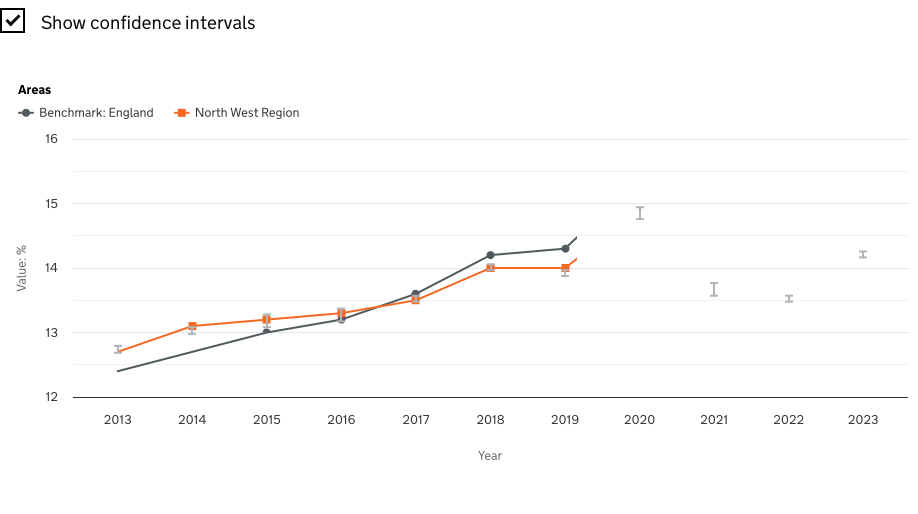 Show confidence intervals
Areas
Benchmark: England North West Region
16
15
14
13
12
Value: %
2013 2014 2015 2016 2017 2018 2019 2020 2021 2022 2023
Year